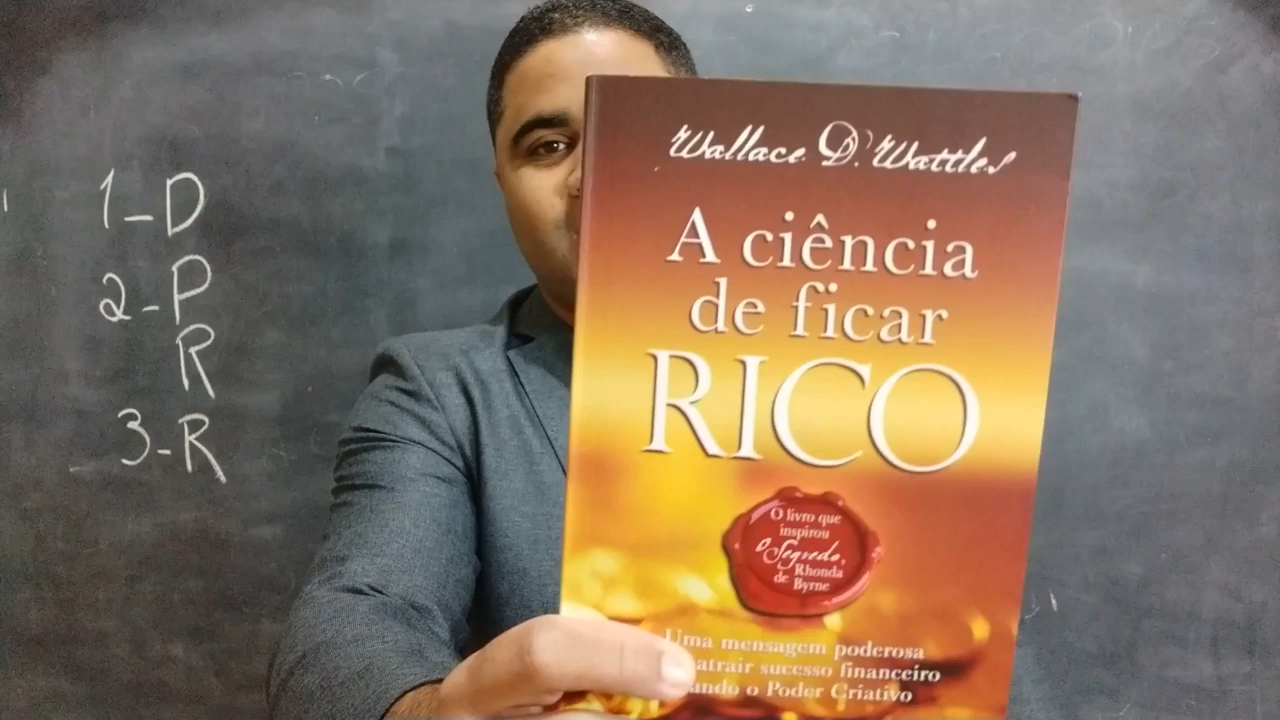 1-D
2-P
R
3-R
Wallace D. Wattles
A ciência
de ficar
RICO
O livro que
inspirou
O Segredo,
de Rhonda
Byrne
Uma mensagem poderosa
atrair sucesso financeiro
o Poder Criativo